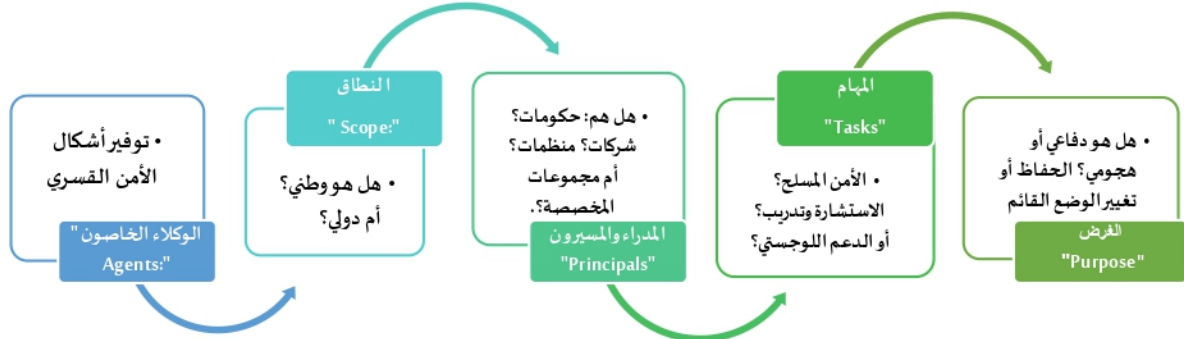 • توفير أشكال
الأمن القسري
الوكلاء الخاصون "
Agents:"
النطاق
" Scope:"
• هل هو وطني؟
أم دولي؟
• هل هم: حكومات؟
شركات؟ منظمات؟
أم مجموعات
المخصصة؟.
المدراء والمسيرون
"Principals"
المهام
"Tasks"
• الأمن المسلح؟
الاستشارة وتدريب؟
أو الدعم اللوجستي؟
• هل هو دفاعي أو
هجومي؟ الحفاظ أو
تغيير الوضع القائم
الغرض
"Purpose"